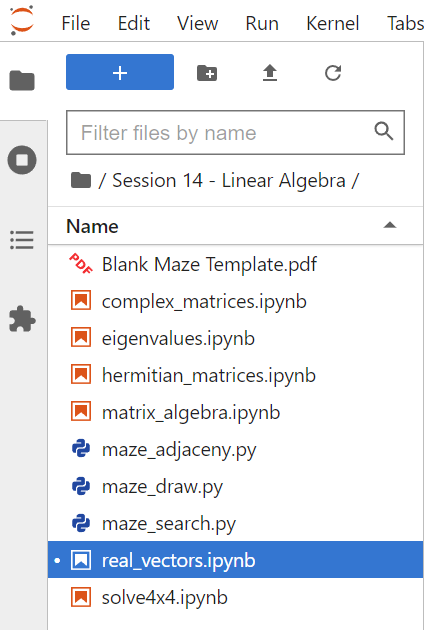 File Edit View Run Kernel Tabs
Filter files by name
/ Session 14 - Linear Algebra /
Name
PDF Blank Maze Template.pdf
complex_matrices.ipynb
eigenvalues.ipynb
hermitian_matrices.ipynb
matrix_algebra.ipynb
maze_adjaceny.py
maze_draw.py
maze_search.py
real_vectors.ipynb
solve4x4.ipynb